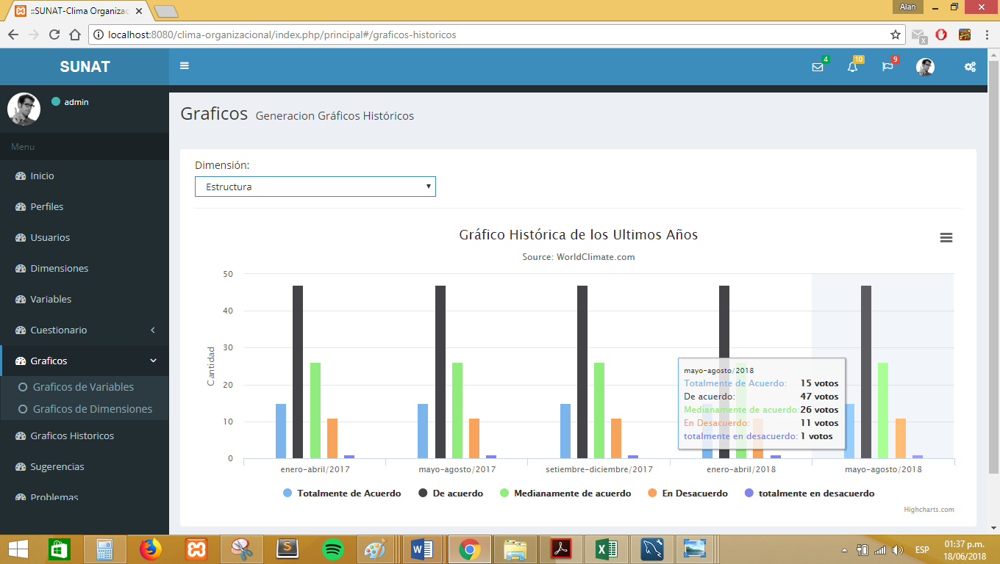 ::SUNAT-Clima Organizac
Alan
localhost:8080/clima-organizacional/index.php/principal#/graficos-historicos
SUNAT
4
10
9
admin
Menu
Inicio
Perfiles
Usuarios
Dimensiones
Variables
Cuestionario
Graficos
Graficos de Variables
Graficos de Dimensiones
Graficos Historicos
Sugerencias
Problemas
Graficos Generacion Gráficos Históricos
Dimensión:
Estructura
Gráfico Histórica de los Ultimos Años
Source: WorldClimate.com
Cantidad
50
40
30
20
10
0
mayo-agosto/2018
Totalmente de Acuerdo: 15 votos
De acuerdo: 47 votos
Medianamente de acuerdo: 26 votos
En Desacuerdo: 11 votos
totalmente en desacuerdo: 1 votos
enero-abril/2017 mayo-agosto/2017 setiembre-diciembre/2017 enero-abril/2018 mayo-agosto/2018
Totalmente de Acuerdo De acuerdo Medianamente de acuerdo En Desacuerdo totalmente en desacuerdo
Highcharts.com
ESP
01:37 p.m.
18/06/2018